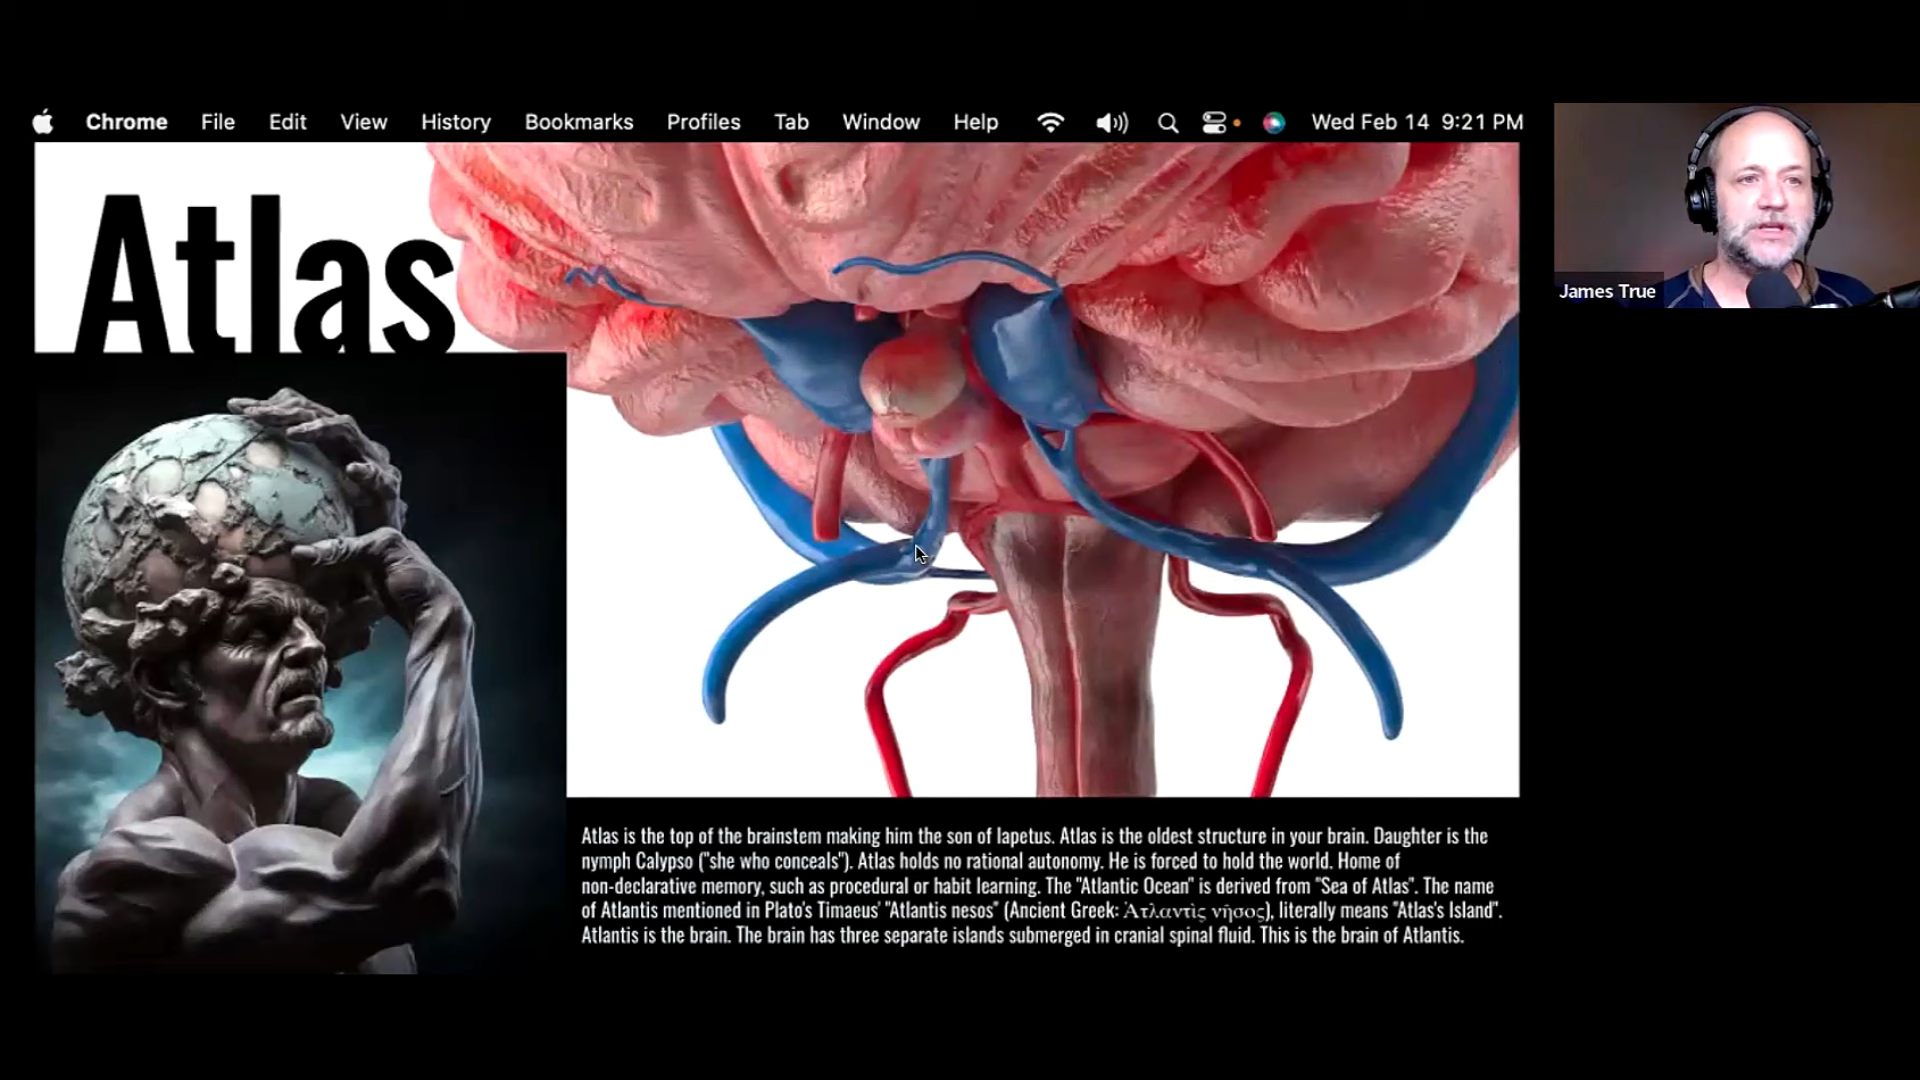 Chrome File Edit View History Bookmarks Profiles Tab Window Help Wed Feb 14 9:21 PM
Atlas
James True
Atlas is the top of the brainstem making him the son of Iapetus. Atlas is the oldest structure in your brain. Daughter is the
nymph Calypso ("she who conceals"). Atlas holds no rational autonomy. He is forced to hold the world. Home of
non-declarative memory, such as procedural or habit learning. The "Atlantic Ocean" is derived from "Sea of Atlas". The name
of Atlantis mentioned in Plato's Timaeus' "Atlantis nesos" (Ancient Greek: Ἀτλαντὶς νῆσος), literally means "Atlas's Island".
Atlantis is the brain. The brain has three separate islands submerged in cranial spinal fluid. This is the brain of Atlantis.